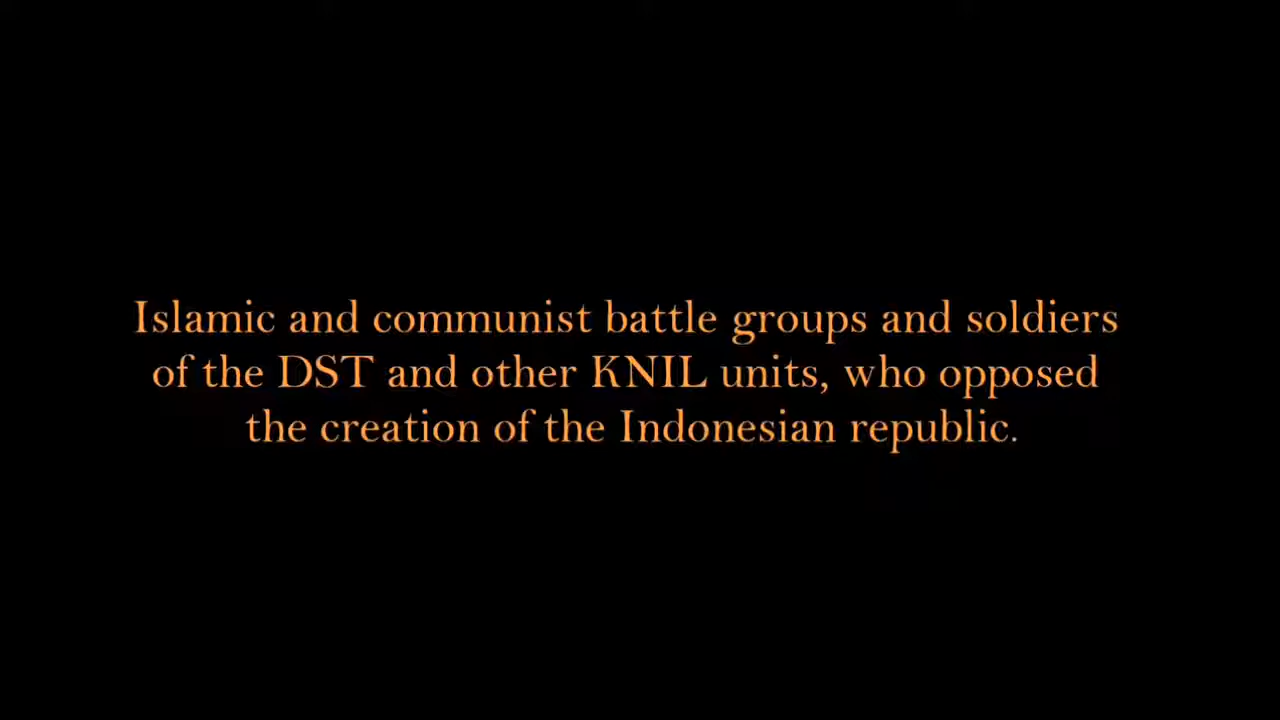 Islamic and communist battle groups and soldiers
of the DST and other KNIL units, who opposed
the creation of the Indonesian republic.